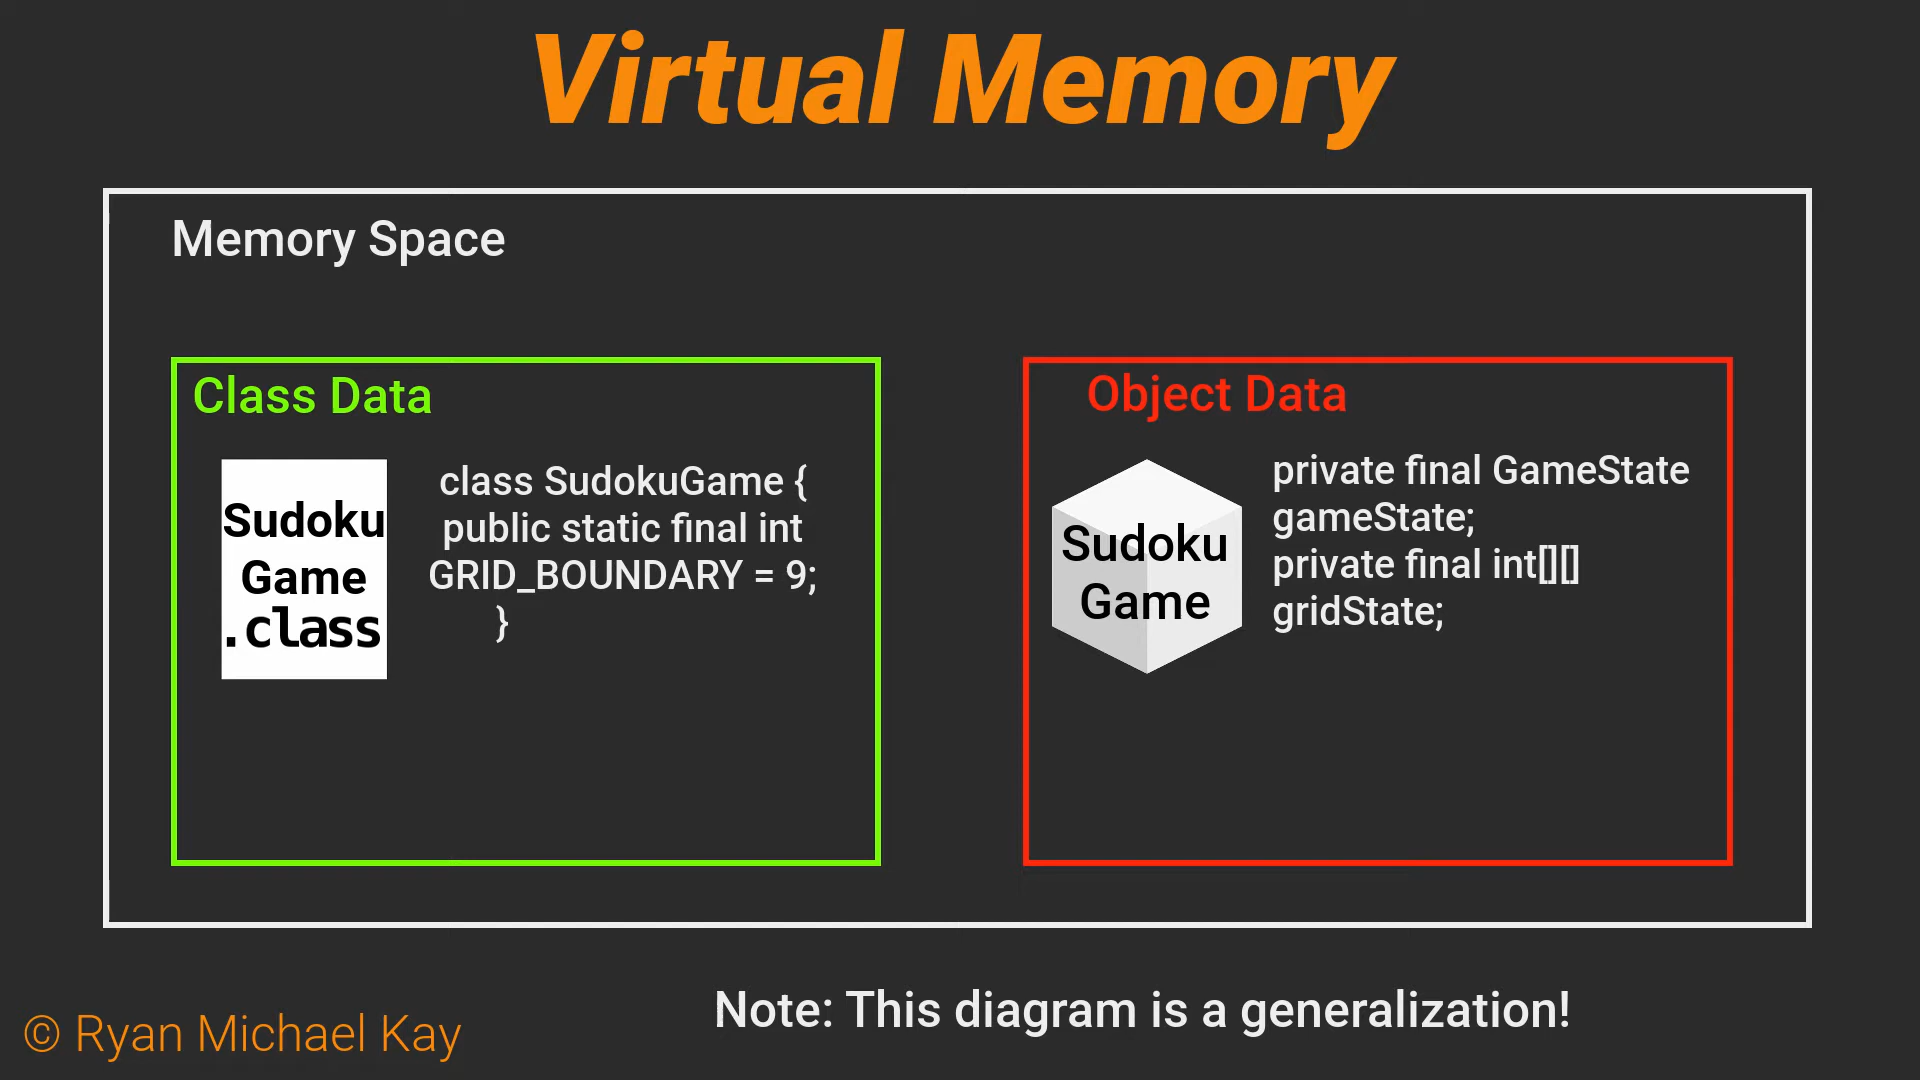 Virtual Memory
Memory Space
Class Data
Sudoku
Game
.class
class SudokuGame {
public static final int
GRID_BOUNDARY = 9;
}
Object Data
Sudoku
Game
private final GameState
gameState;
private final int[][]
gridState;
Note: This diagram is a generalization!
© Ryan Michael Kay